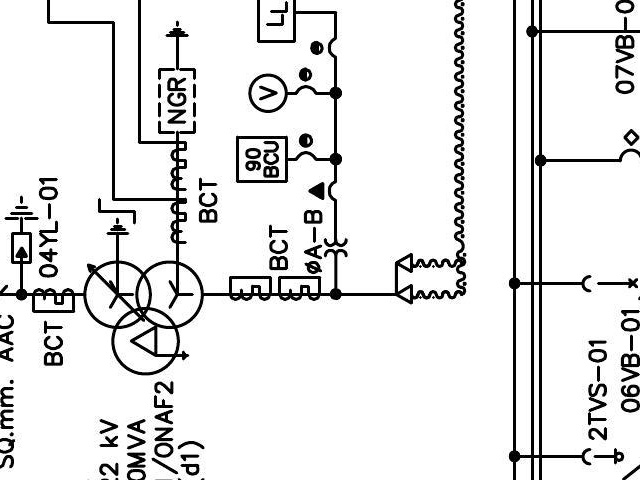 LL
07VB-0
NGR
V
90
BCU
BCT
04YL-01
BCT
øA-B
BCT
SQ.mm. AAC
22 kV
0MVA
/ONAF2
d1)
2TVS-01
06VB-01